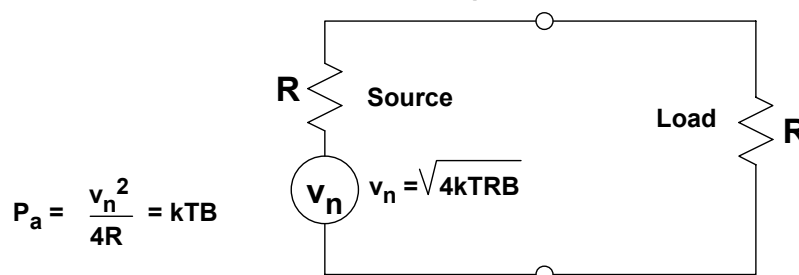 R
Source
Load
R
v_n
v_n = √4kTRB
P_a = v_n^2 / 4R = kTB